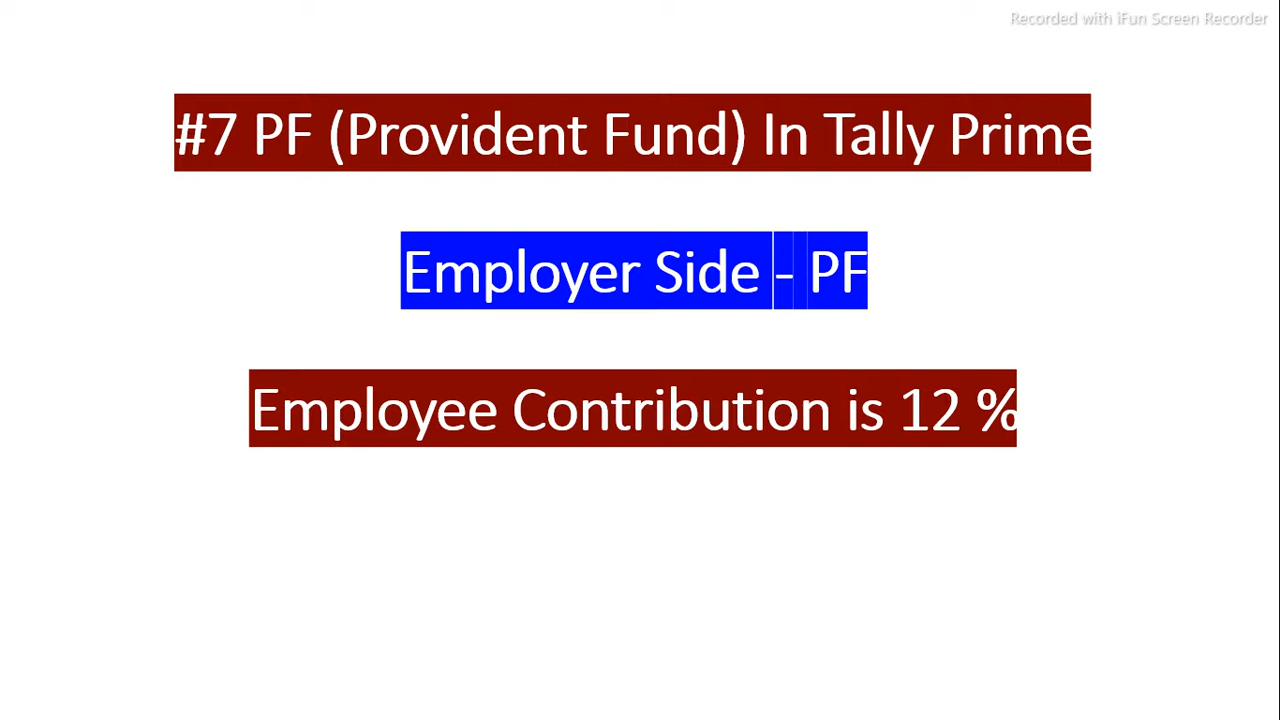 Recorded with iFun Screen Recorder
#7 PF (Provident Fund) In Tally Prime
Employer Side - PF
Employee Contribution is 12 %